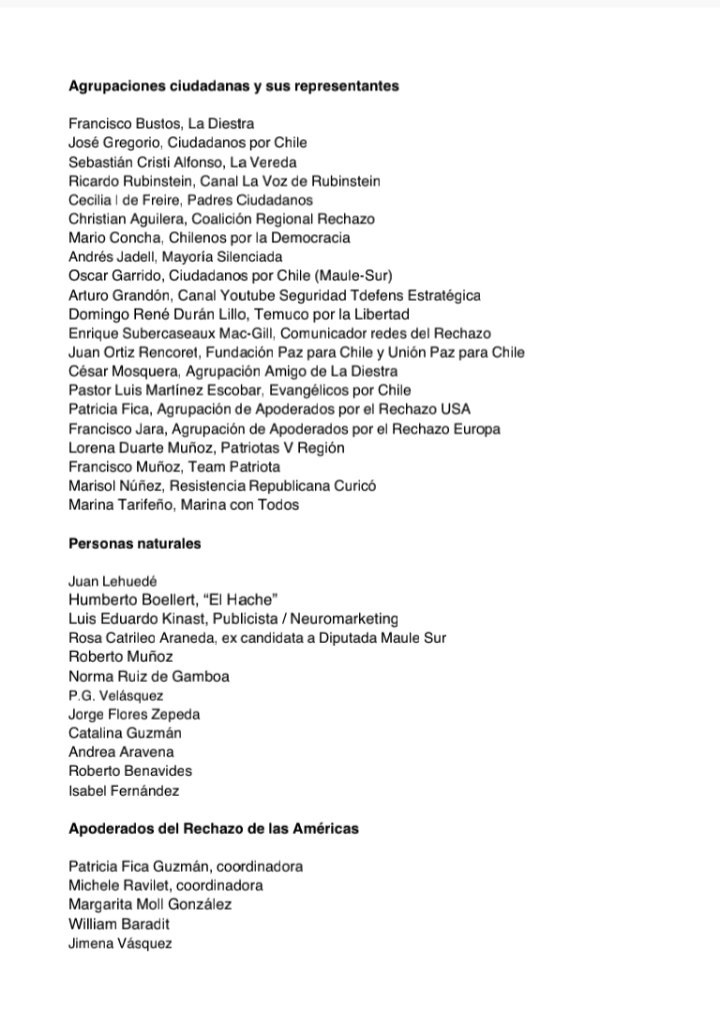 Agrupaciones ciudadanas y sus representantes
Francisco Bustos, La Diestra
José Gregorio, Ciudadanos por Chile
Sebastián Cristi Alfonso, La Vereda
Ricardo Rubinstein, Canal La Voz de Rubinstein
Cecilia I de Freire, Padres Ciudadanos
Christian Aguilera, Coalición Regional Rechazo
Mario Concha, Chilenos por la Democracia
Andrés Jadell, Mayoría Silenciada
Oscar Garrido, Ciudadanos por Chile (Maule-Sur)
Arturo Grandón, Canal Youtube Seguridad Tdefens Estratégica
Domingo René Durán Lillo, Temuco por la Libertad
Enrique Subercaseaux Mac-Gill, Comunicador redes del Rechazo
Juan Ortiz Rencoret, Fundación Paz para Chile y Unión Paz para Chile
César Mosquera, Agrupación Amigo de La Diestra
Pastor Luis Martínez Escobar, Evangélicos por Chile
Patricia Fica, Agrupación de Apoderados por el Rechazo USA
Francisco Jara, Agrupación de Apoderados por el Rechazo Europa
Lorena Duarte Muñoz, Patriotas V Región
Francisco Muñoz, Team Patriota
Marisol Núñez, Resistencia Republicana Curicó
Marina Tarifeño, Marina con Todos
Personas naturales
Juan Lehuedé
Humberto Boellert, “El Hache”
Luis Eduardo Kinast, Publicista / Neuromarketing
Rosa Catrileo Araneda, ex candidata a Diputada Maule Sur
Roberto Muñoz
Norma Ruiz de Gamboa
P.G. Velásquez
Jorge Flores Zepeda
Catalina Guzmán
Andrea Aravena
Roberto Benavides
Isabel Fernández
Apoderados del Rechazo de las Américas
Patricia Fica Guzmán, coordinadora
Michele Ravilet, coordinadora
Margarita Moll González
William Baradit
Jimena Vásquez